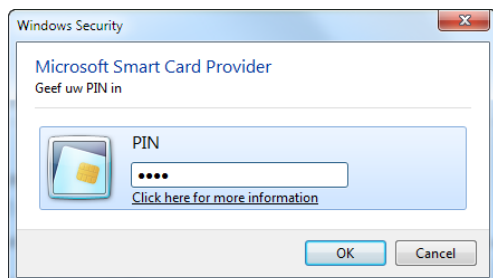 Windows Security
Microsoft Smart Card Provider
Geef uw PIN in
PIN
••••
Click here for more information
OK Cancel